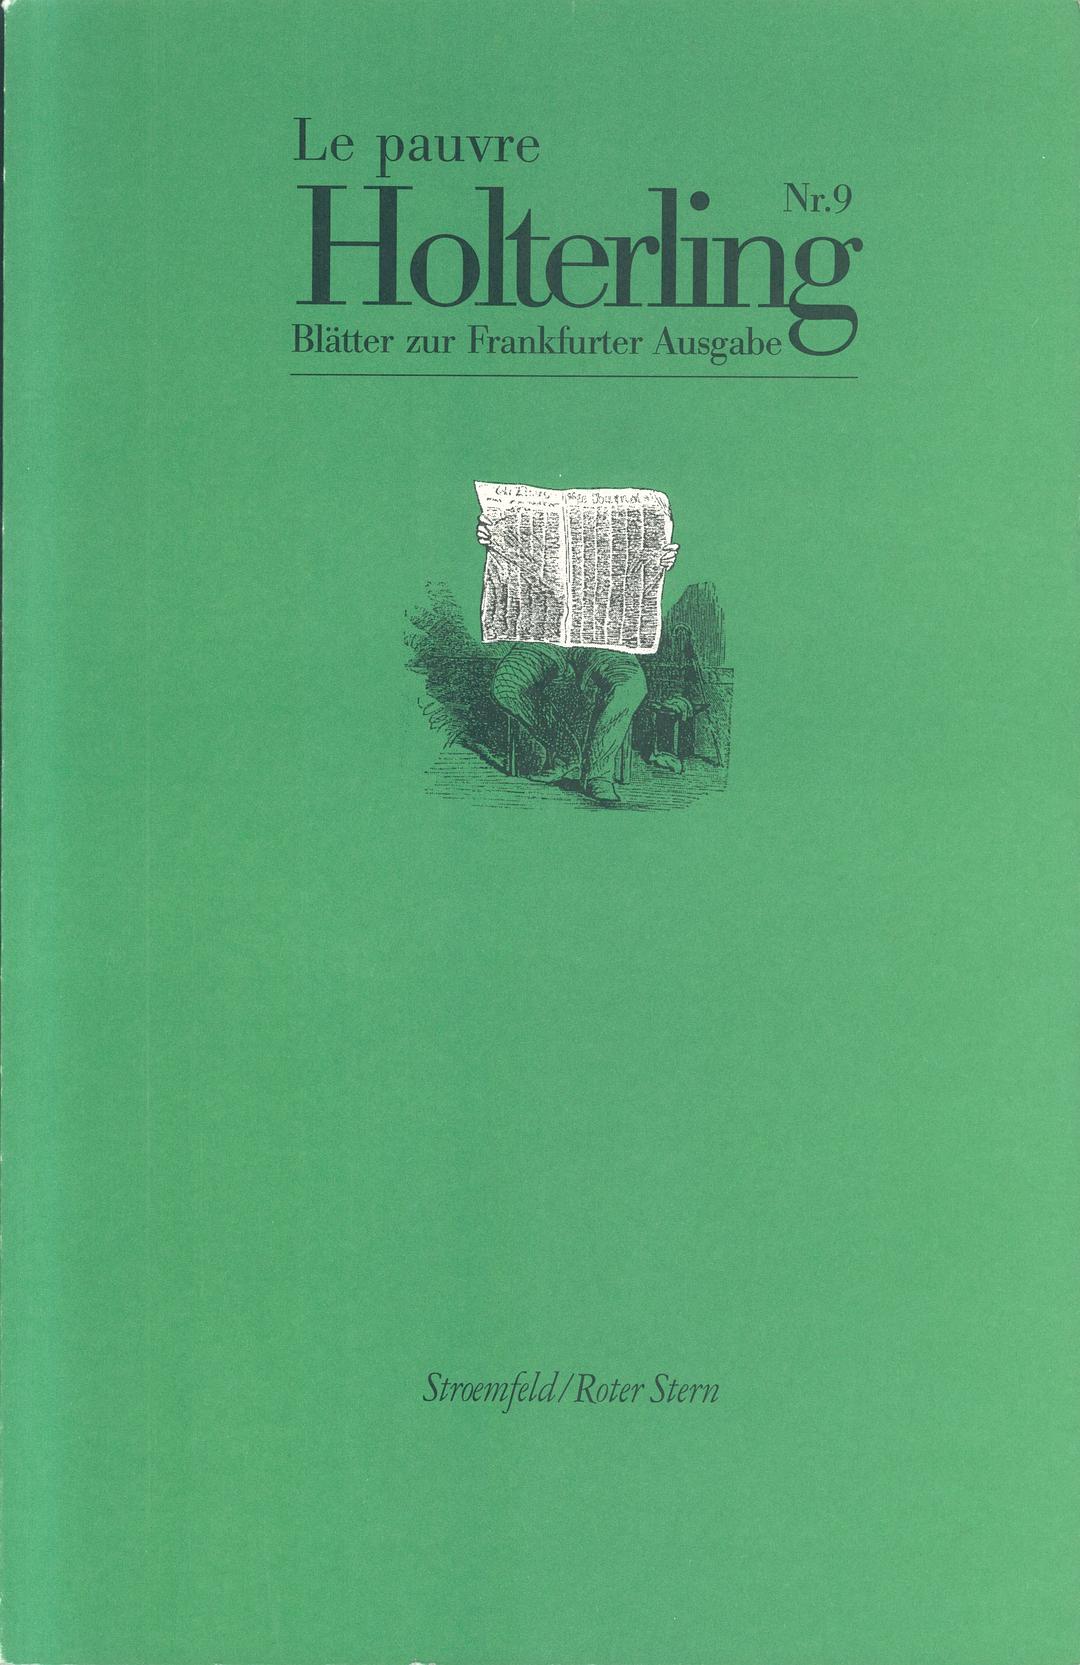 Le pauvre
Nr.9
Holterling
Blätter zur Frankfurter Ausgabe
Stroemfeld/Roter Stern